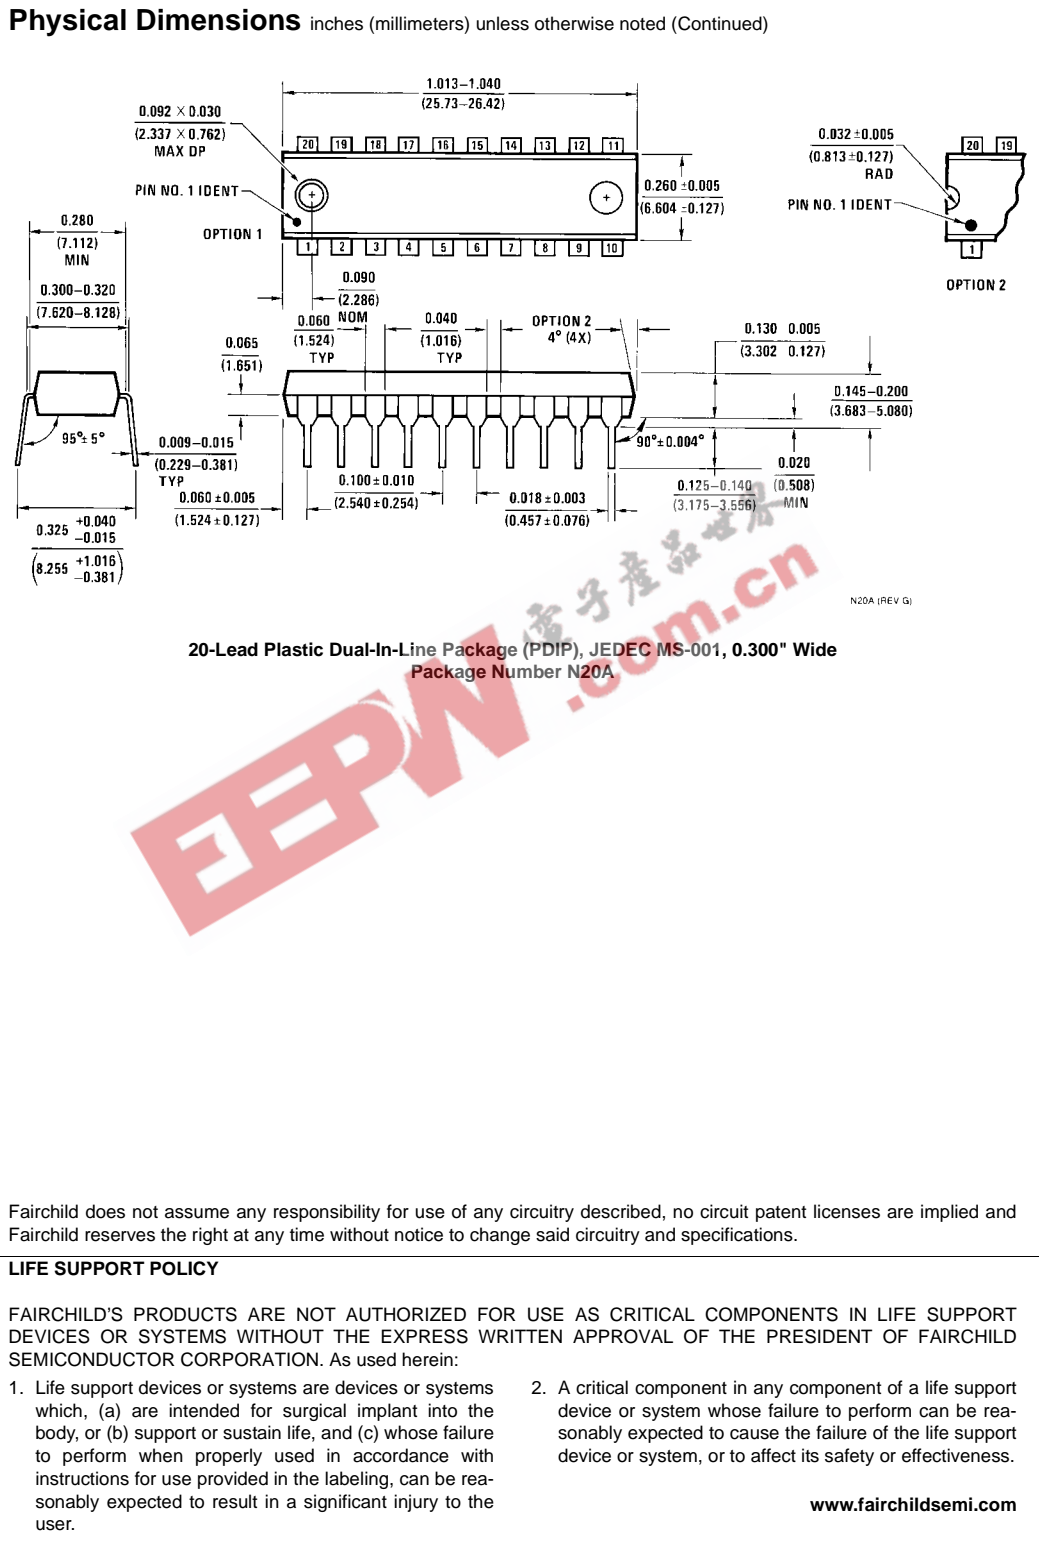 Physical Dimensions inches (millimeters) unless otherwise noted (Continued)
1.013–1.040
(25.73–26.42)
0.092 × 0.030
(2.337 × 0.762)
MAX DP
PIN NO. 1 IDENT
OPTION 1
20 19 18 17 16 15 14 13 12 11
1 2 3 4 5 6 7 8 9 10
0.260 ±0.005
(6.604 ±0.127)
0.032 ±0.005
(0.813 ±0.127)
RAD
PIN NO. 1 IDENT
20 19
1
OPTION 2
0.280
(7.112)
MIN
0.300–0.320
(7.620–8.128)
0.090
(2.286)
NOM
0.060
(1.524)
TYP
0.040
(1.016)
TYP
OPTION 2
4° (4X)
0.065
(1.651)
0.130 0.005
(3.302 0.127)
0.145–0.200
(3.683–5.080)
95°± 5°
0.009–0.015
(0.229–0.381)
TYP
90°±0.004°
0.020
(0.508)
MIN
0.125–0.140
(3.175–3.556)
0.100±0.010
(2.540±0.254)
0.018±0.003
(0.457±0.076)
0.060±0.005
(1.524±0.127)
0.325 +0.040 –0.015
(8.255 +1.016 –0.381)
N20A (REV G)
電子產品世界
EEPW.com.cn
20-Lead Plastic Dual-In-Line Package (PDIP), JEDEC MS-001, 0.300" Wide
Package Number N20A
Fairchild does not assume any responsibility for use of any circuitry described, no circuit patent licenses are implied and
Fairchild reserves the right at any time without notice to change said circuitry and specifications.
LIFE SUPPORT POLICY
FAIRCHILD'S PRODUCTS ARE NOT AUTHORIZED FOR USE AS CRITICAL COMPONENTS IN LIFE SUPPORT
DEVICES OR SYSTEMS WITHOUT THE EXPRESS WRITTEN APPROVAL OF THE PRESIDENT OF FAIRCHILD
SEMICONDUCTOR CORPORATION. As used herein:
1. Life support devices or systems are devices or systems
which, (a) are intended for surgical implant into the
body, or (b) support or sustain life, and (c) whose failure
to perform when properly used in accordance with
instructions for use provided in the labeling, can be rea-
sonably expected to result in a significant injury to the
user.
2. A critical component in any component of a life support
device or system whose failure to perform can be rea-
sonably expected to cause the failure of the life support
device or system, or to affect its safety or effectiveness.
www.fairchildsemi.com